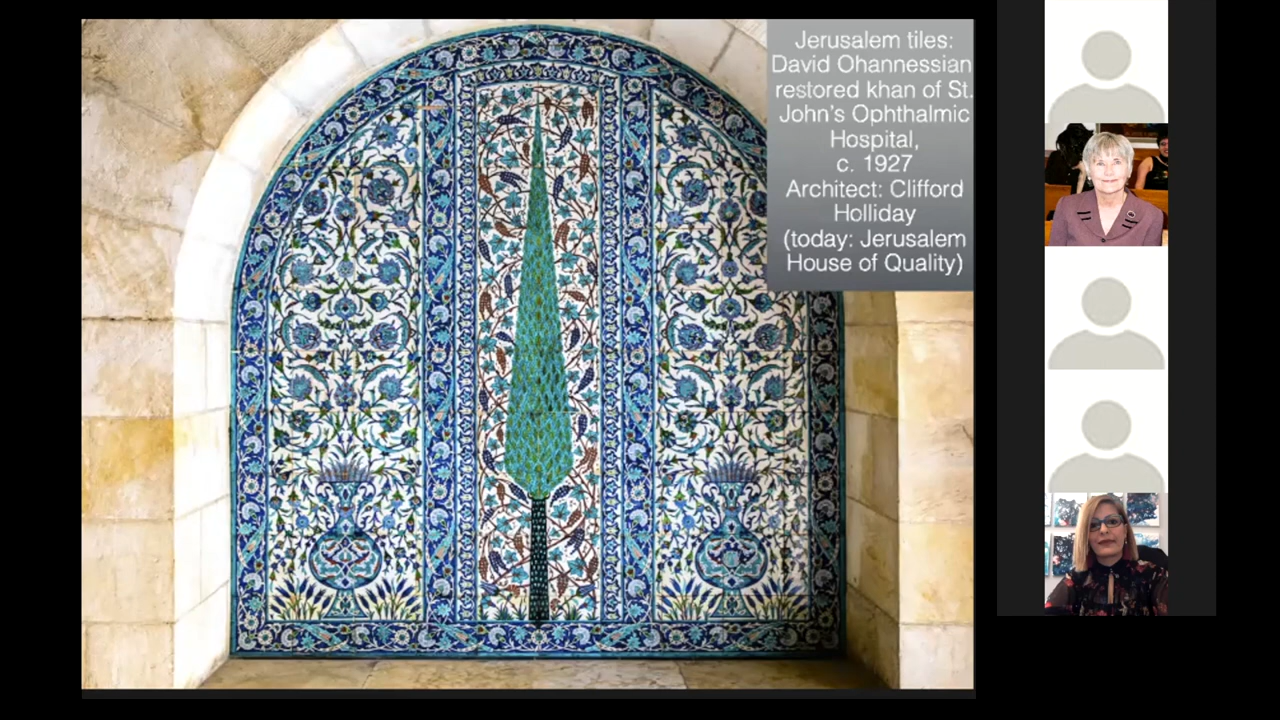 Jerusalem tiles:
David Ohannessian
restored khan of St.
John's Ophthalmic
Hospital,
c. 1927
Architect: Clifford
Holliday
(today: Jerusalem
House of Quality)